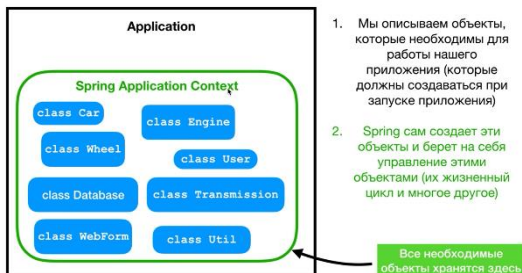 Application
Spring Application Context
class Car
class Engine
class Wheel
class User
class Database
class Transmission
class WebForm
class Util
1. Мы описываем объекты,
которые необходимы для
работы нашего
приложения (которые
должны создаваться при
запуске приложения)
2. Spring сам создает эти
объекты и берет на себя
управление этими
объектами (их жизненный
цикл и многое другое)
Все необходимые
объекты хранятся здесь